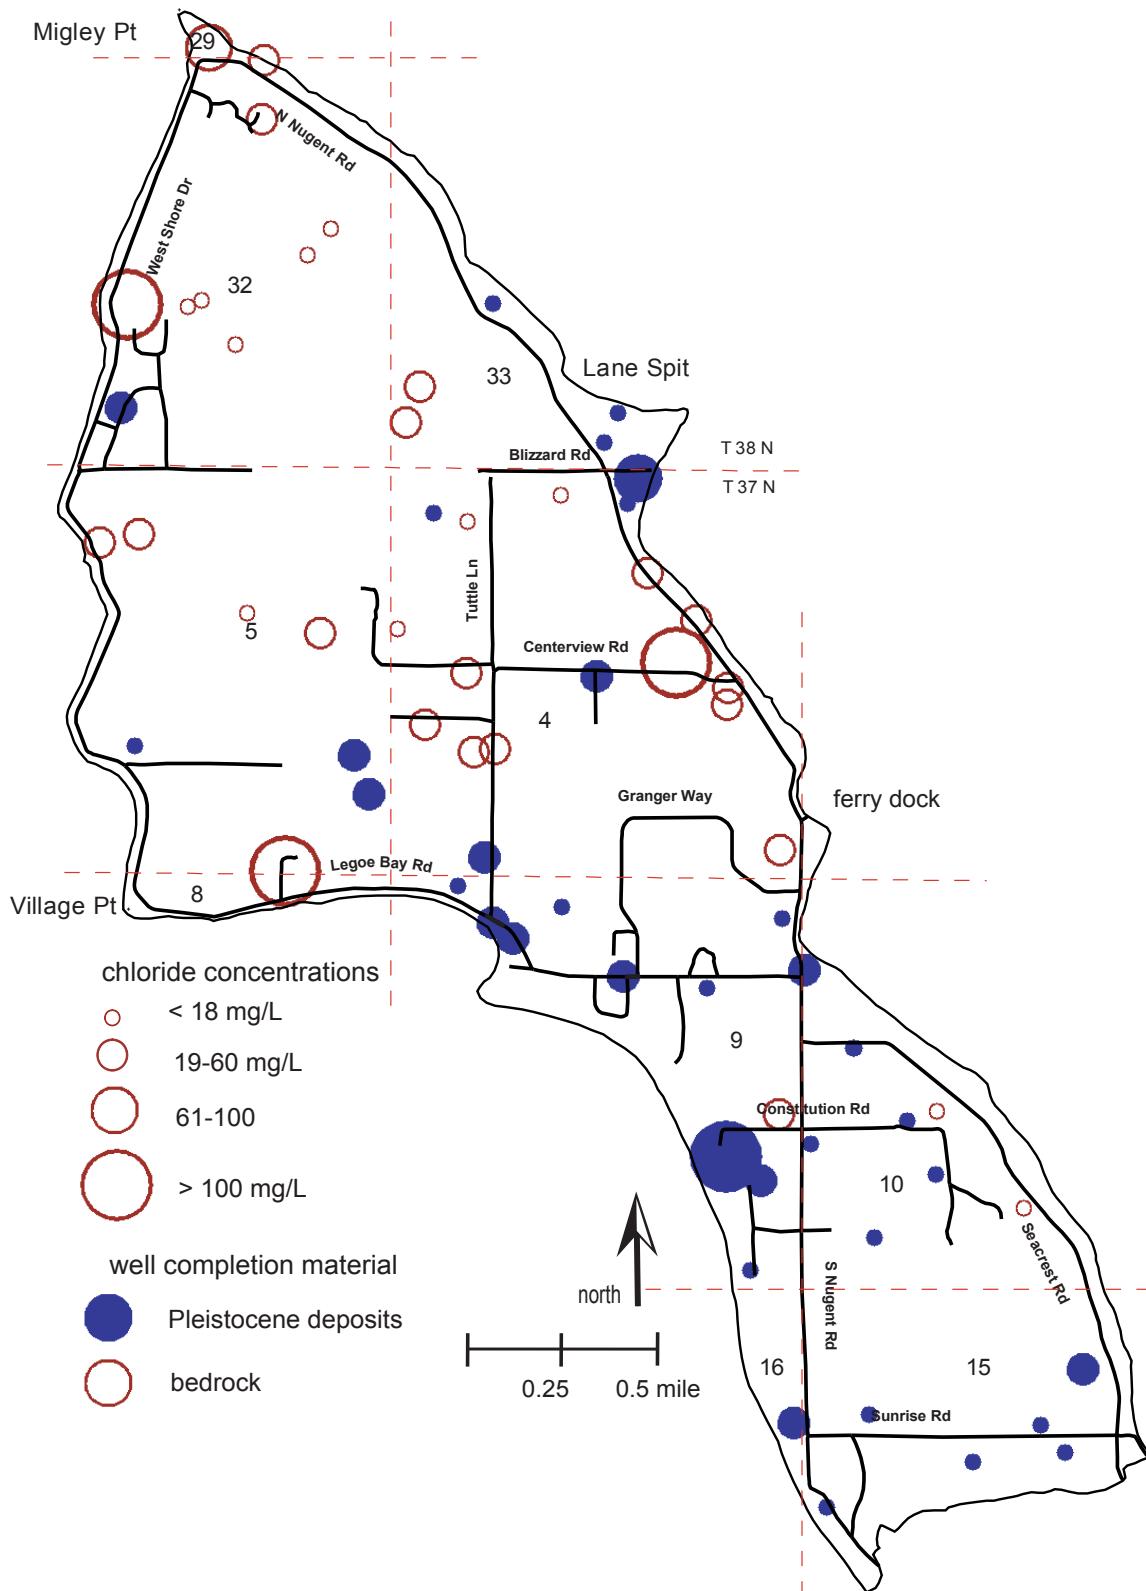 Migley Pt
29
N Nugent Rd
West Shore Dr
32
33
Lane Spit
Blizzard Rd
T 38 N
T 37 N
Tuttle Ln
5
Centerview Rd
4
Granger Way
ferry dock
Legoe Bay Rd
8
Village Pt
chloride concentrations
< 18 mg/L
19-60 mg/L
61-100
> 100 mg/L
well completion material
Pleistocene deposits
bedrock
9
Constitution Rd
10
Seacrest Rd
north
S Nugent Rd
0.25
0.5 mile
16
15
Sunrise Rd